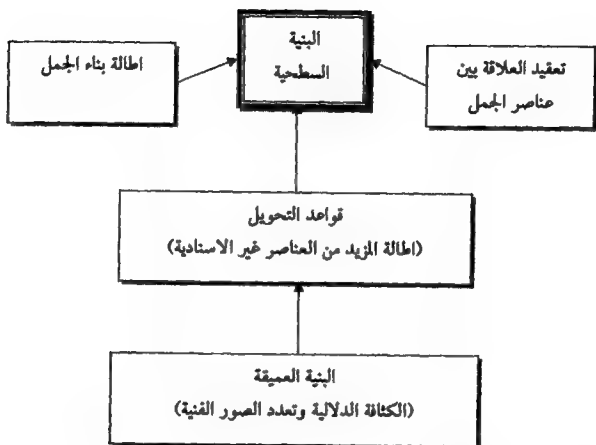 البنية
السطحية
تعقيد العلاقة بين
عناصر الجمل
اطالة بناء الجمل
قواعد التحويل
(اطالة المزيد من العناصر غير الاسنادية)
البنية العميقة
(الكثافة الدلالية وتعدد الصور الفنية)